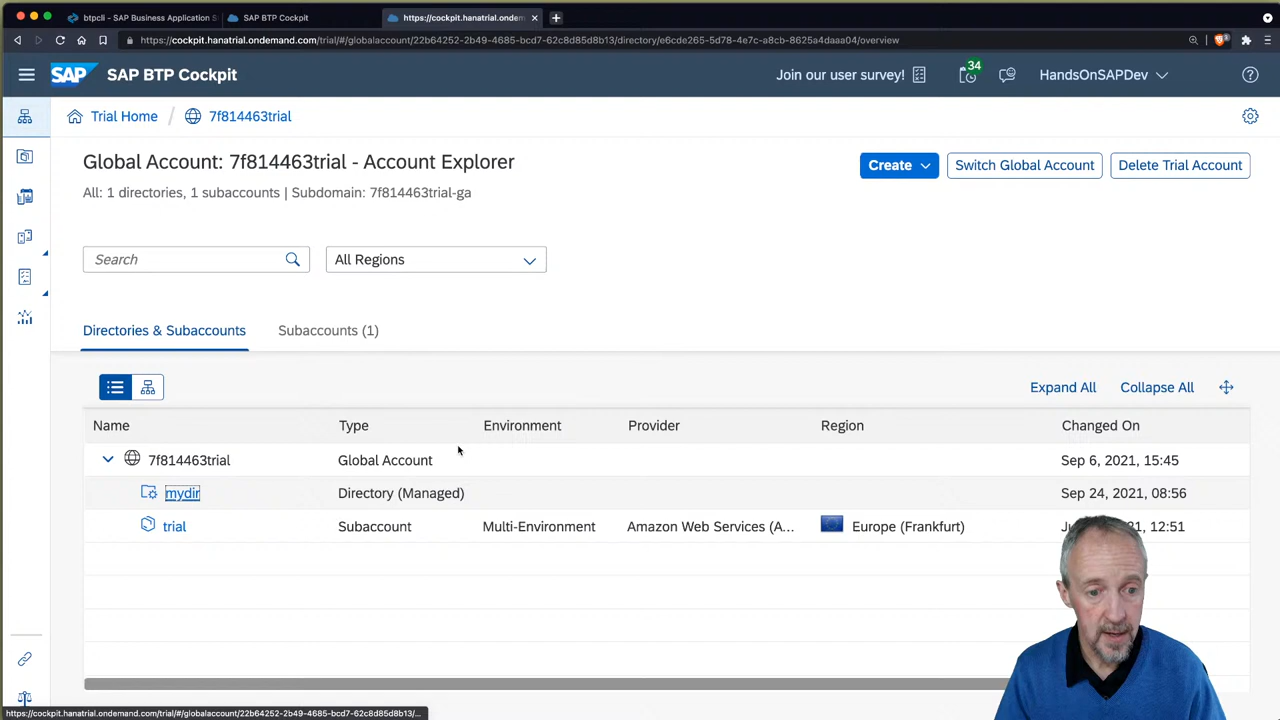 btpcli - SAP Business Application S
SAP BTP Cockpit
https://cockpit.hanatrial.ondem
https://cockpit.hanatrial.ondemand.com/trial/#/globalaccount/22b64252-2b49-4685-bcd7-62c8d85d8b13/directory/e6cde265-5d78-4e7c-a8cb-8625a4daaa04/overview
SAP SAP BTP Cockpit
Join our user survey!
34
HandsOnSAPDev
Trial Home / 7f814463trial
Global Account: 7f814463trial - Account Explorer
Create
Switch Global Account
Delete Trial Account
All: 1 directories, 1 subaccounts | Subdomain: 7f814463trial-ga
Search
All Regions
Directories & Subaccounts
Subaccounts (1)
Expand All
Collapse All
Name Type Environment Provider Region Changed On
7f814463trial Global Account Sep 6, 2021, 15:45
mydir Directory (Managed) Sep 24, 2021, 08:56
trial Subaccount Multi-Environment Amazon Web Services (A... Europe (Frankfurt) 21, 12:51
https://cockpit.hanatrial.ondemand.com/trial/#/globalaccount/22b64252-2b49-4685-bcd7-62c8d85d8b13/...